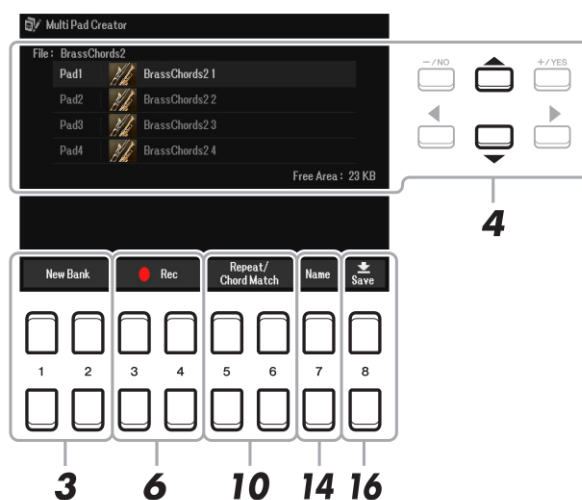 Multi Pad Creator
File : BrassChords2
Pad1 BrassChords2 1
Pad2 BrassChords2 2
Pad3 BrassChords2 3
Pad4 BrassChords2 4
Free Area : 23 KB
−/NO
+/YES
4
New Bank
Rec
Repeat/
Chord Match
Name
Save
1 2 3 4 5 6 7 8
3 6 10 14 16